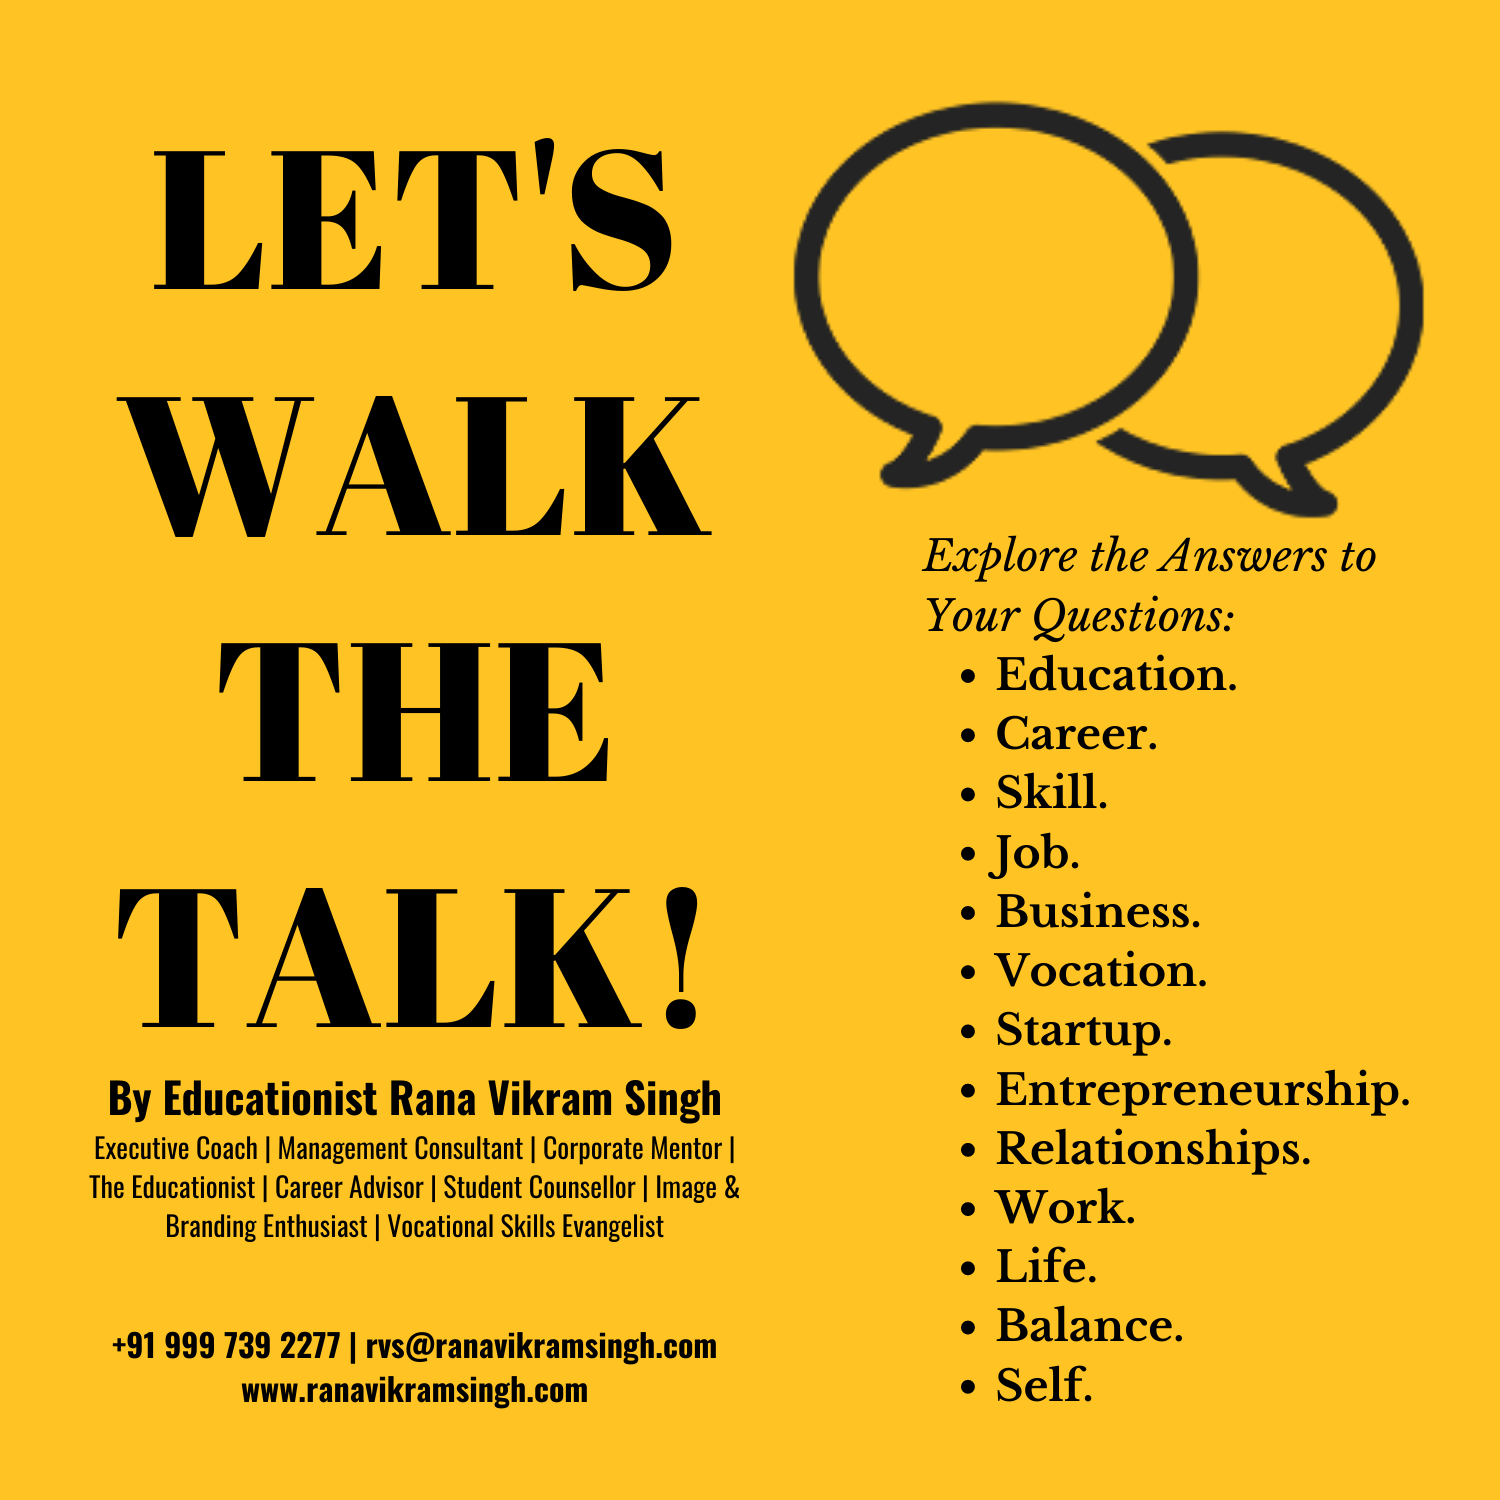 LET'S
WALK
THE
TALK!
By Educationist Rana Vikram Singh
Executive Coach | Management Consultant | Corporate Mentor |
The Educationist | Career Advisor | Student Counsellor | Image &
Branding Enthusiast | Vocational Skills Evangelist
+91 999 739 2277 | rvs@ranavikramsingh.com
www.ranavikramsingh.com
Explore the Answers to
Your Questions:
• Education.
• Career.
• Skill.
• Job.
• Business.
• Vocation.
• Startup.
• Entrepreneurship.
• Relationships.
• Work.
• Life.
• Balance.
• Self.